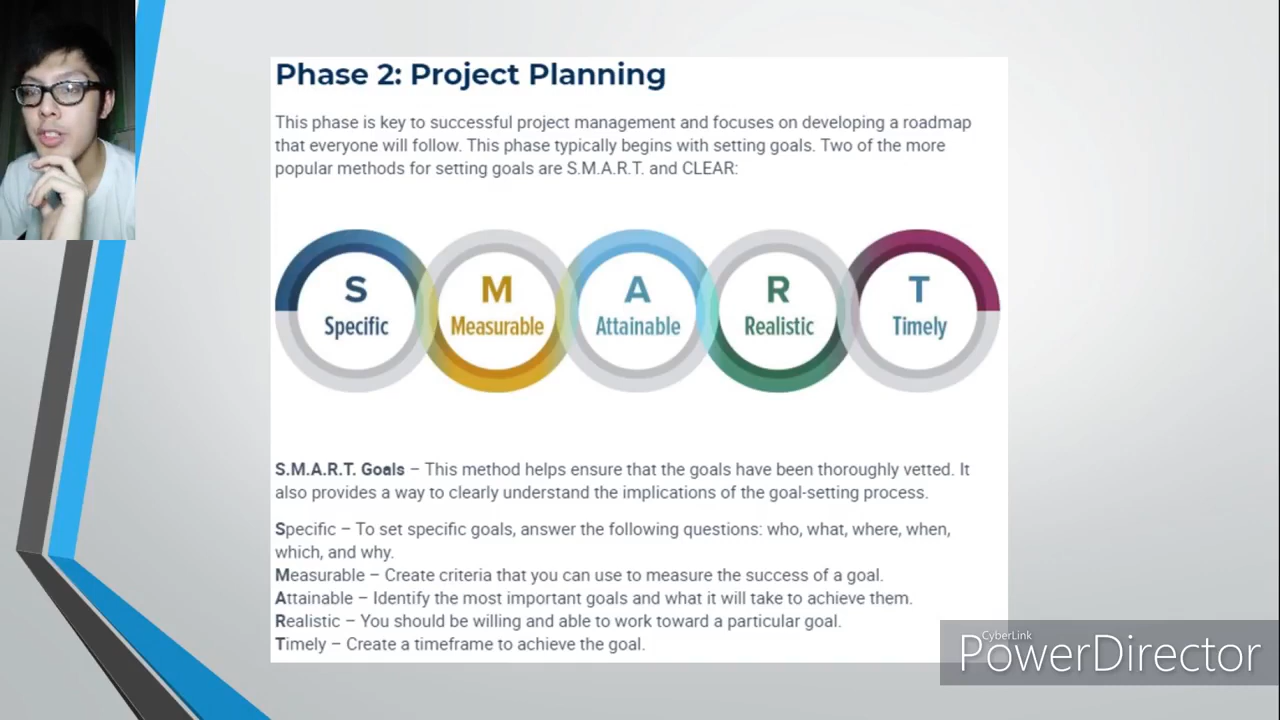 Phase 2: Project Planning
This phase is key to successful project management and focuses on developing a roadmap
that everyone will follow. This phase typically begins with setting goals. Two of the more
popular methods for setting goals are S.M.A.R.T. and CLEAR:
S M A R T
Specific Measurable Attainable Realistic Timely
S.M.A.R.T. Goals – This method helps ensure that the goals have been thoroughly vetted. It
also provides a way to clearly understand the implications of the goal-setting process.
Specific – To set specific goals, answer the following questions: who, what, where, when,
which, and why.
Measurable – Create criteria that you can use to measure the success of a goal.
Attainable – Identify the most important goals and what it will take to achieve them.
Realistic – You should be willing and able to work toward a particular goal.
Timely – Create a timeframe to achieve the goal.
CyberLink
PowerDirector